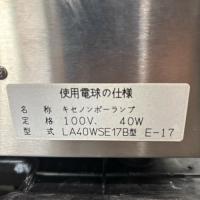 使用電球の仕様
名 称 キセノンポーランプ
定 格 100V、 40W
型 式 LA40WSE17B型 E-17